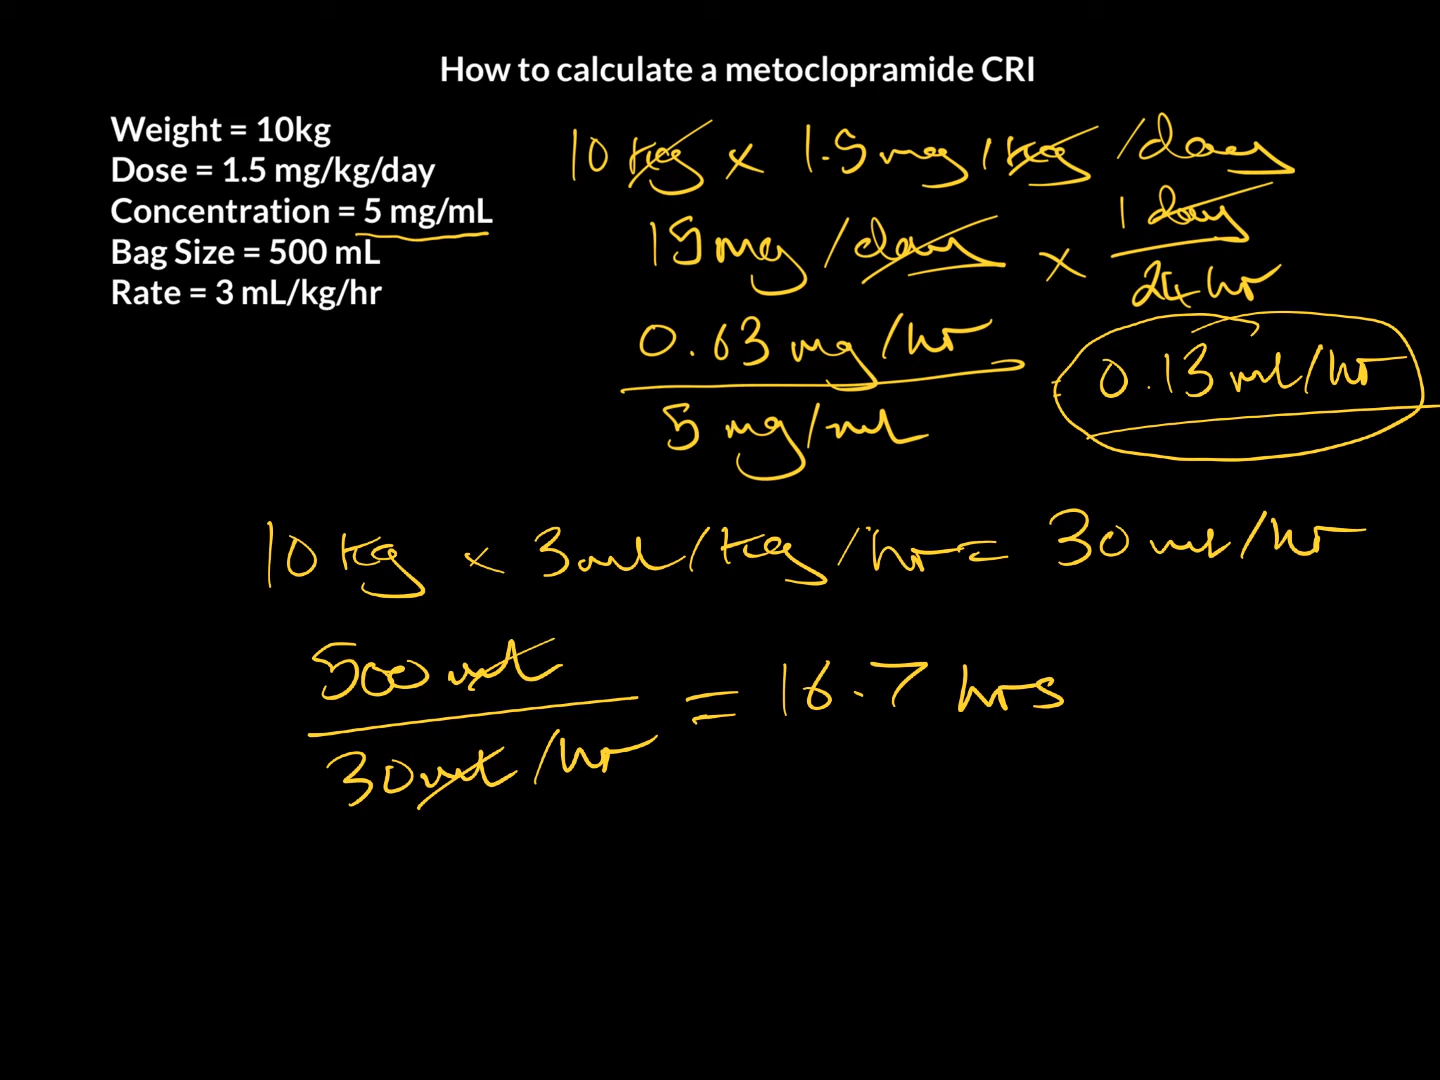 How to calculate a metoclopramide CRI
Weight = 10kg
Dose = 1.5 mg/kg/day
Concentration = 5 mg/mL
Bag Size = 500 mL
Rate = 3 mL/kg/hr
10 kg x 1.5 mg / kg /day
15 mg /day x 1 day / 24 hr
0.63 mg /hr
5 mg/ml
= 0.13 ml/hr
10 kg x 3 ml/kg/hr = 30 ml/hr
500 ml
30 ml /hr
= 16.7 hrs